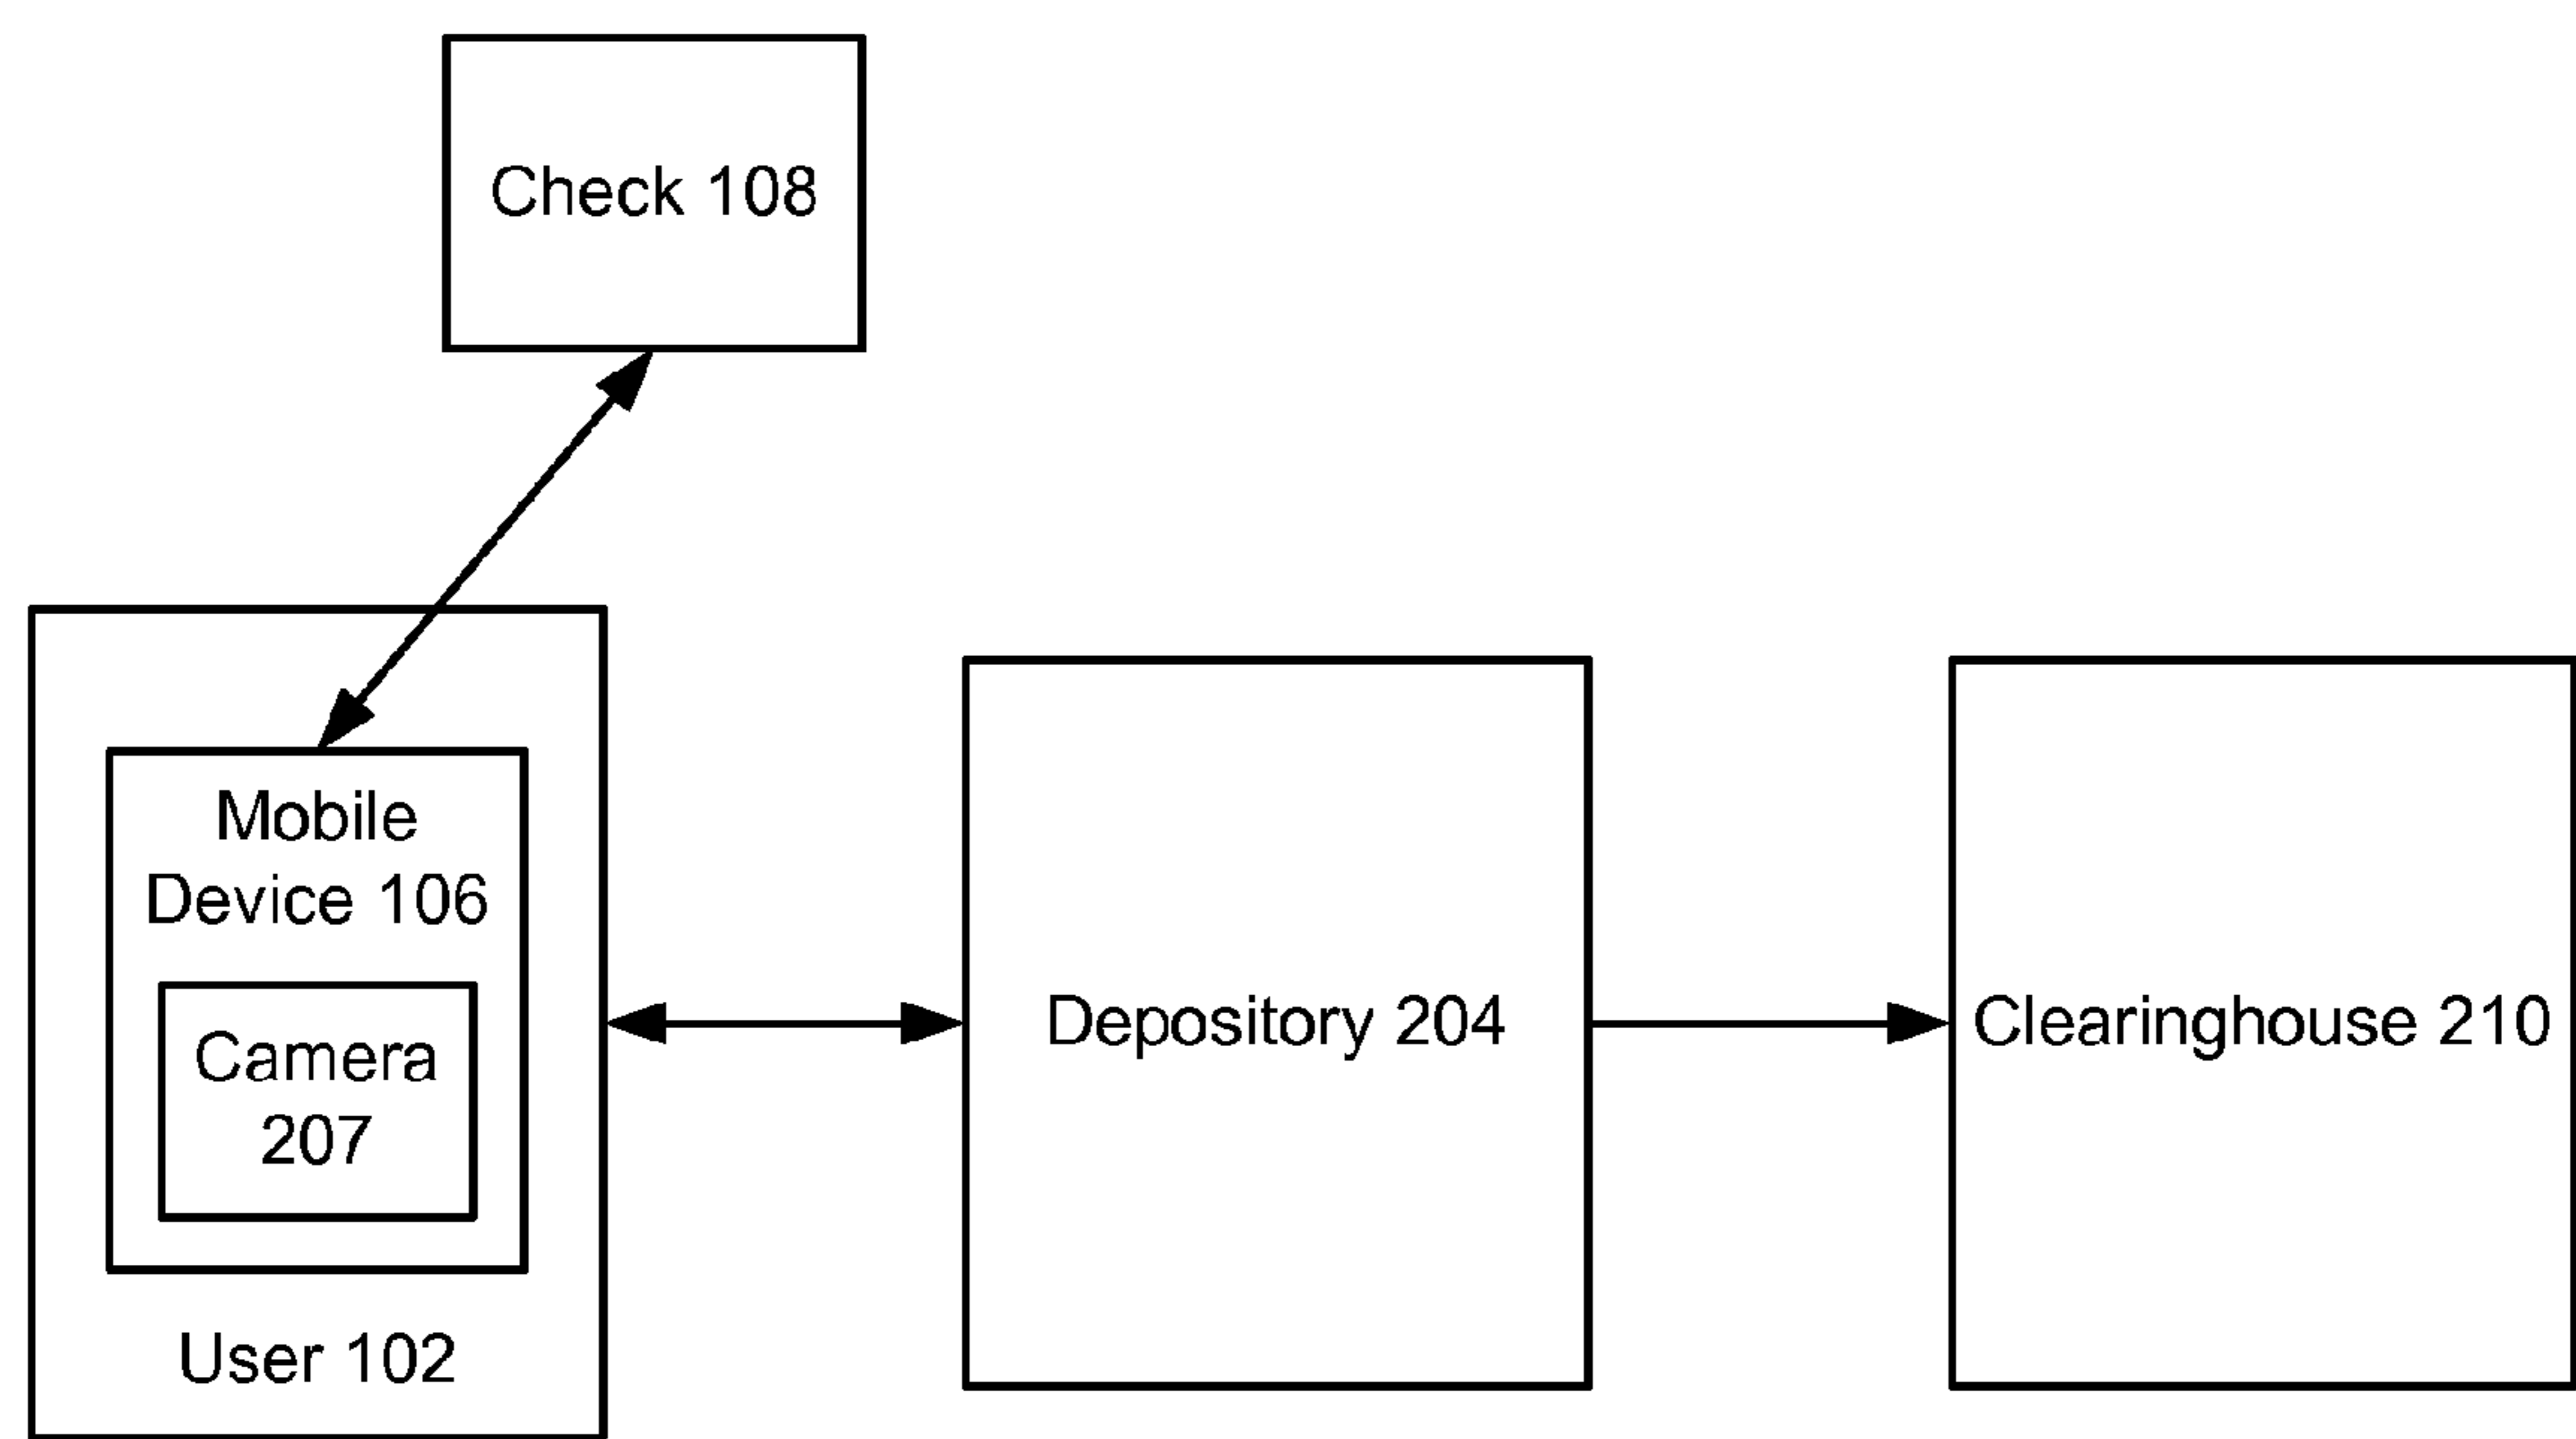 Check 108
Mobile
Device 106
Camera
207
User 102
Depository 204
Clearinghouse 210